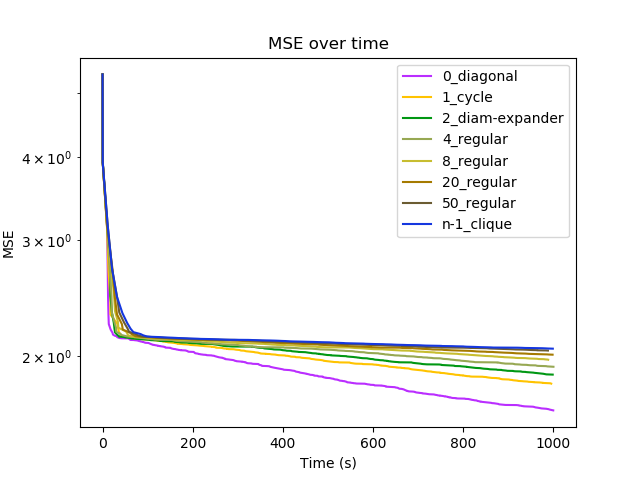 MSE over time
0_diagonal
1_cycle
2_diam-expander
4_regular
8_regular
20_regular
50_regular
n-1_clique
4 × 10⁰
3 × 10⁰
2 × 10⁰
MSE
0 200 400 600 800 1000
Time (s)